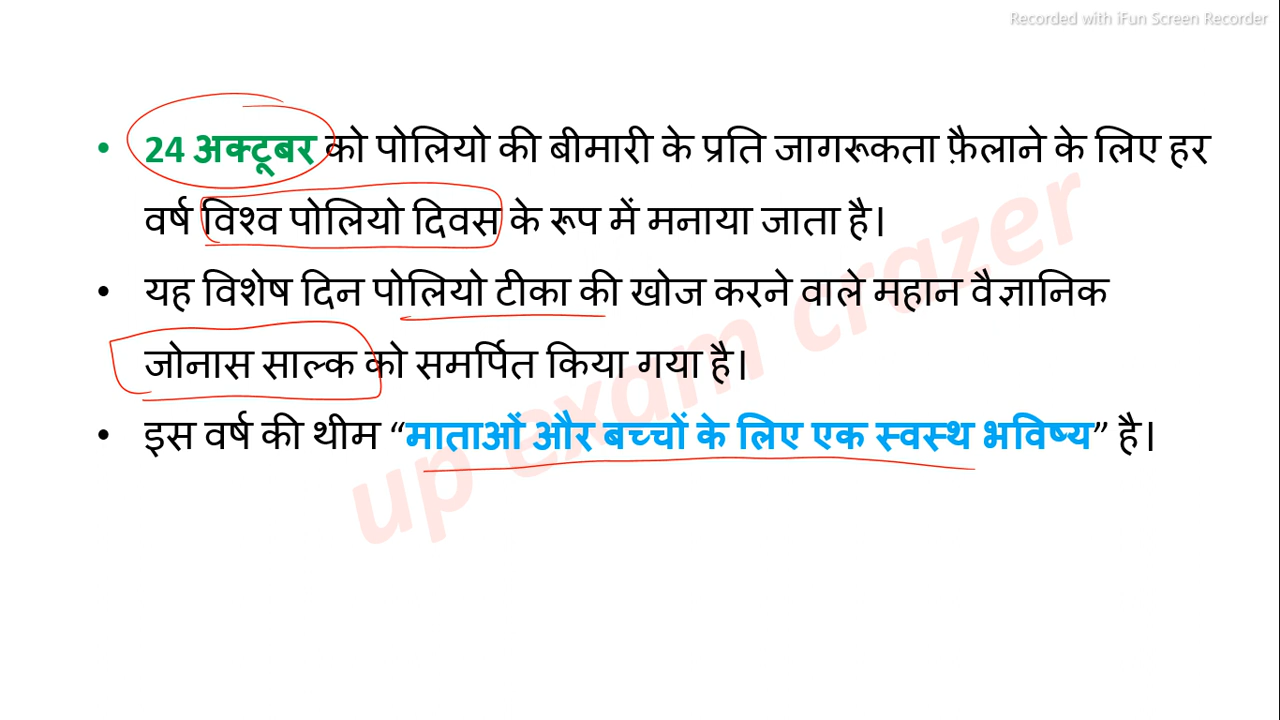 Recorded with iFun Screen Recorder
• 24 अक्टूबर को पोलियो की बीमारी के प्रति जागरूकता फ़ैलाने के लिए हर
वर्ष विश्व पोलियो दिवस के रूप में मनाया जाता है।
• यह विशेष दिन पोलियो टीका की खोज करने वाले महान वैज्ञानिक
जोनास साल्क को समर्पित किया गया है।
• इस वर्ष की थीम “माताओं और बच्चों के लिए एक स्वस्थ भविष्य” है।
up exam crazer